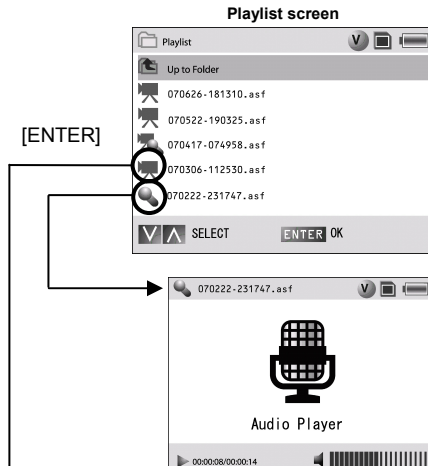 Playlist screen
Playlist V
Up to Folder
070626-181310.asf
070522-190325.asf
[ENTER]
070417-074958.asf
070306-112530.asf
070222-231747.asf
SELECT ENTER OK
070222-231747.asf V
Audio Player
00:00:08/00:00:14